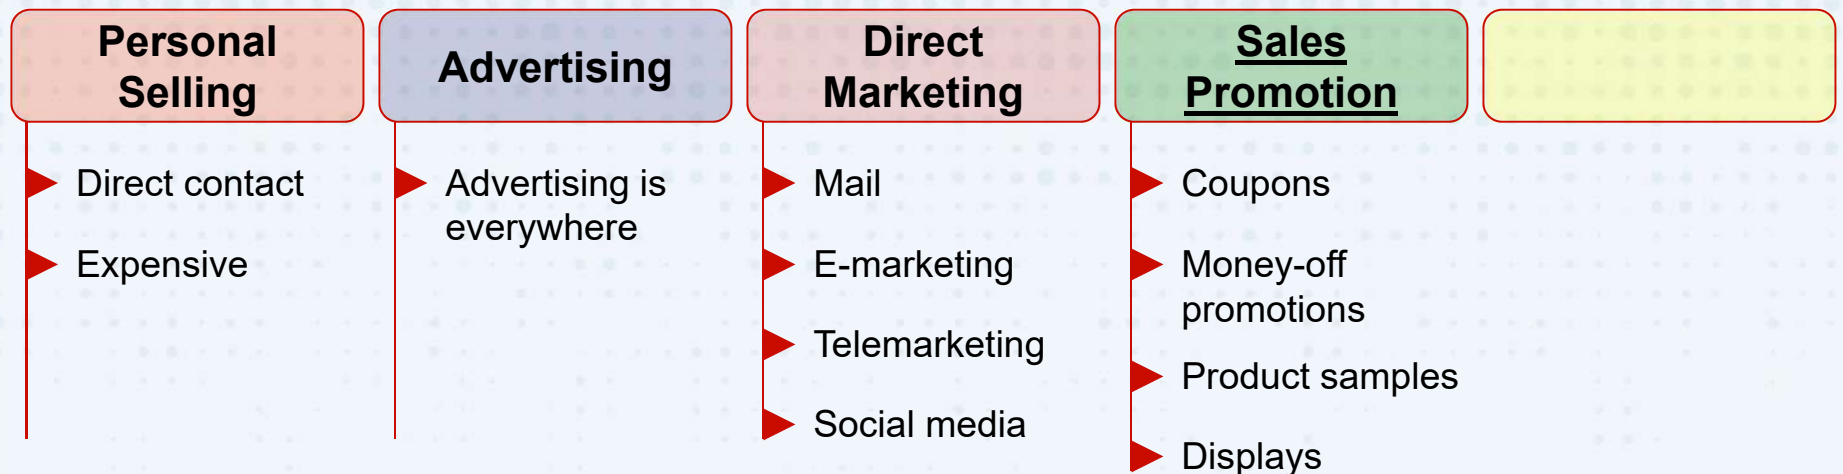 Personal
Selling
Advertising
Direct
Marketing
Sales
Promotion
Direct contact
Expensive
Advertising is
everywhere
Mail
E-marketing
Telemarketing
Social media
Coupons
Money-off
promotions
Product samples
Displays